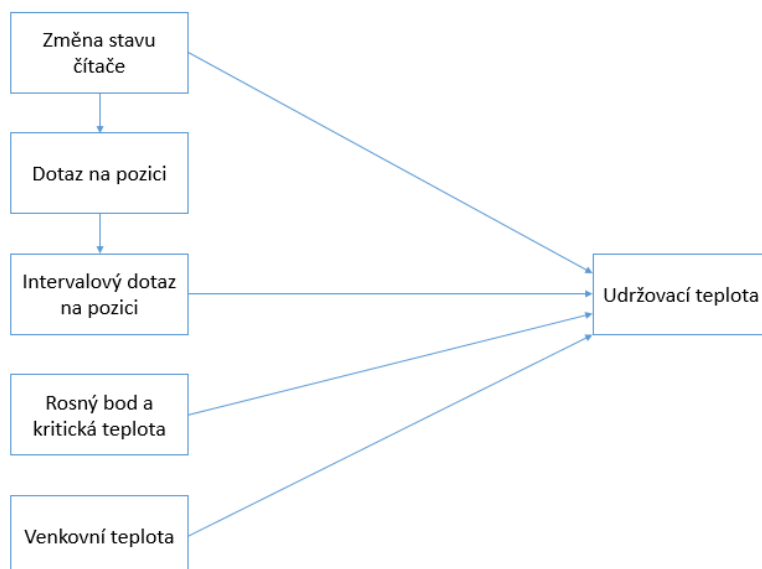 Změna stavu
čítače
Dotaz na pozici
Intervalový dotaz
na pozici
Udržovací teplota
Rosný bod a
kritická teplota
Venkovní teplota